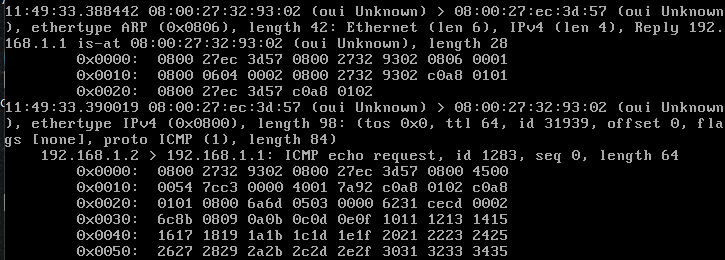 11:49:33.388442 08:00:27:32:93:02 (oui Unknown) > 08:00:27:ec:3d:57 (oui Unknown
), ethertype ARP (0x0806), length 42: Ethernet (len 6), IPv4 (len 4), Reply 192.
168.1.1 is-at 08:00:27:32:93:02 (oui Unknown), length 28
0x0000: 0800 27ec 3d57 0800 2732 9302 0806 0001
0x0010: 0800 0604 0002 0800 2732 9302 c0a8 0101
0x0020: 0800 27ec 3d57 c0a8 0102
11:49:33.390019 08:00:27:ec:3d:57 (oui Unknown) > 08:00:27:32:93:02 (oui Unknown
), ethertype IPv4 (0x0800), length 98: (tos 0x0, ttl 64, id 31939, offset 0, fla
gs [none], proto ICMP (1), length 84)
192.168.1.2 > 192.168.1.1: ICMP echo request, id 1283, seq 0, length 64
0x0000: 0800 2732 9302 0800 27ec 3d57 0800 4500
0x0010: 0054 7cc3 0000 4001 7a92 c0a8 0102 c0a8
0x0020: 0101 0800 6a6d 0503 0000 6231 cecd 0002
0x0030: 6c8b 0809 0a0b 0c0d 0e0f 1011 1213 1415
0x0040: 1617 1819 1a1b 1c1d 1e1f 2021 2223 2425
0x0050: 2627 2829 2a2b 2c2d 2e2f 3031 3233 3435